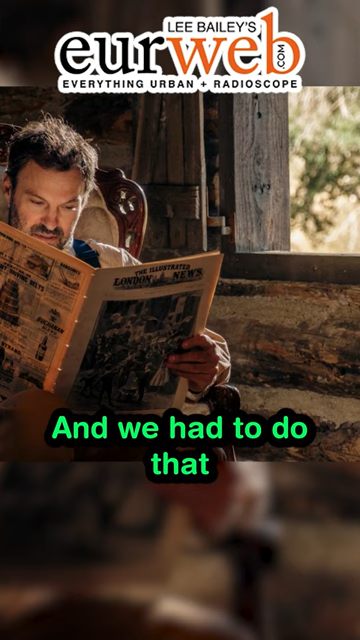 LEE BAILEY'S
eurweb.COM
EVERYTHING URBAN + RADIOSCOPE
THE ILLUSTRATED
LONDON NEWS
And we had to do
that